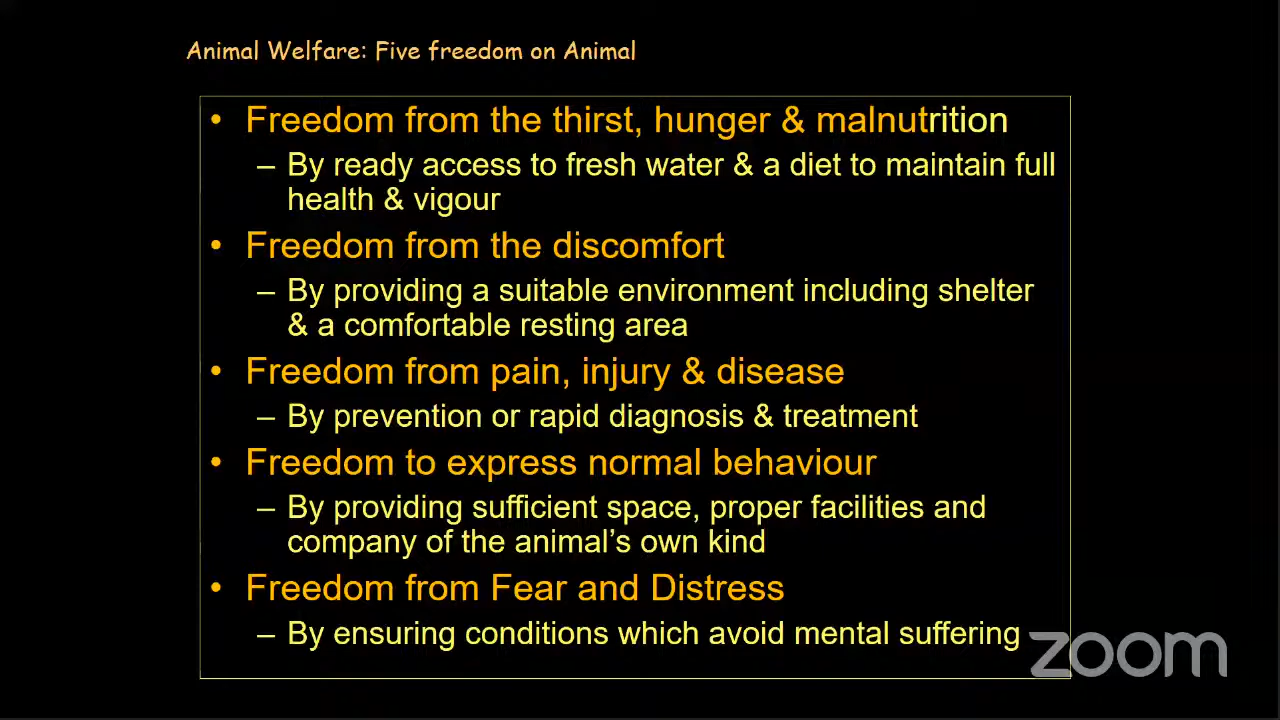 Animal Welfare: Five freedom on Animal
• Freedom from the thirst, hunger & malnutrition
– By ready access to fresh water & a diet to maintain full
health & vigour
• Freedom from the discomfort
– By providing a suitable environment including shelter
& a comfortable resting area
• Freedom from pain, injury & disease
– By prevention or rapid diagnosis & treatment
• Freedom to express normal behaviour
– By providing sufficient space, proper facilities and
company of the animal’s own kind
• Freedom from Fear and Distress
– By ensuring conditions which avoid mental suffering
zoom